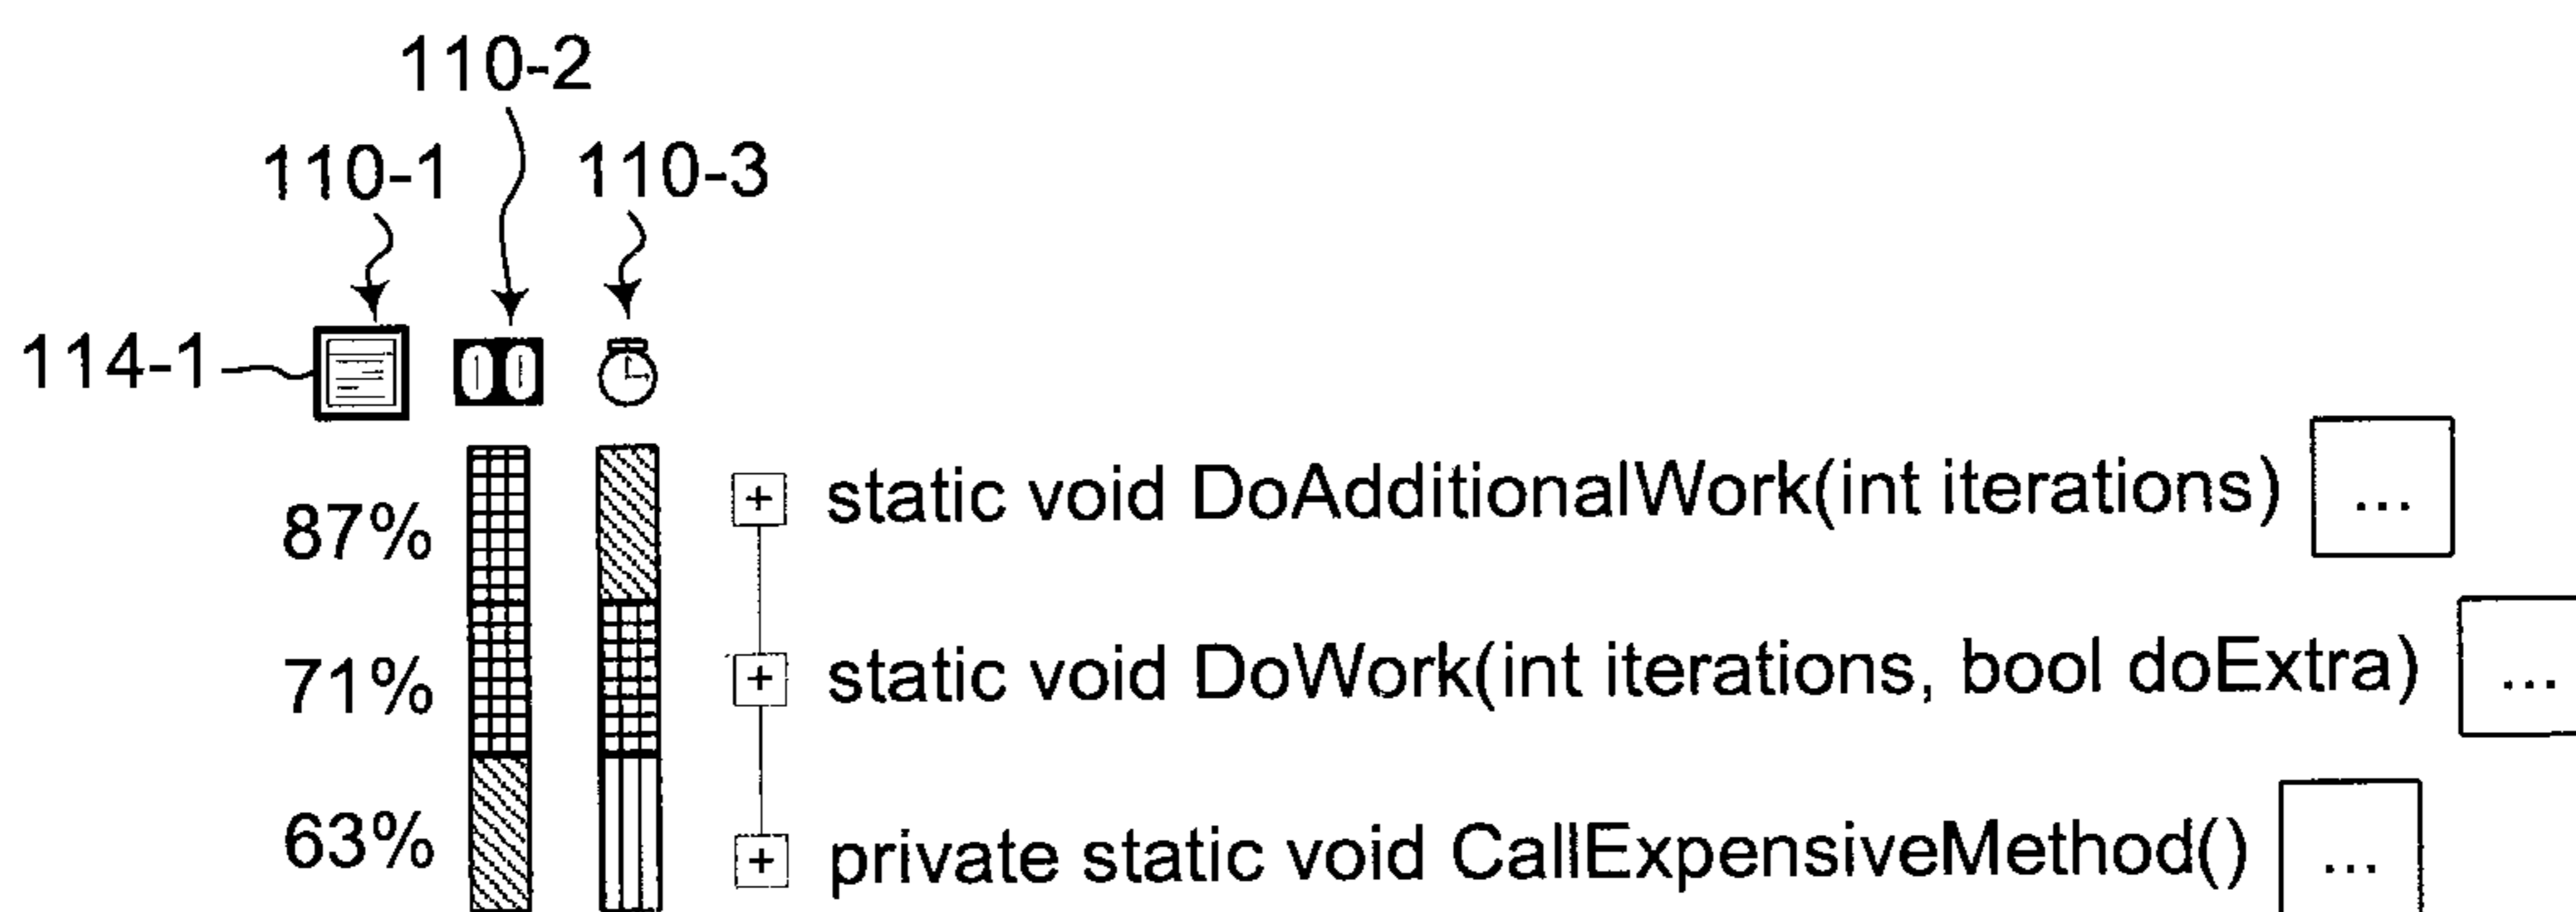 110-2
110-1 110-3
114-1
87% + static void DoAdditionalWork(int iterations) ...
71% + static void DoWork(int iterations, bool doExtra) ...
63% + private static void CallExpensiveMethod() ...